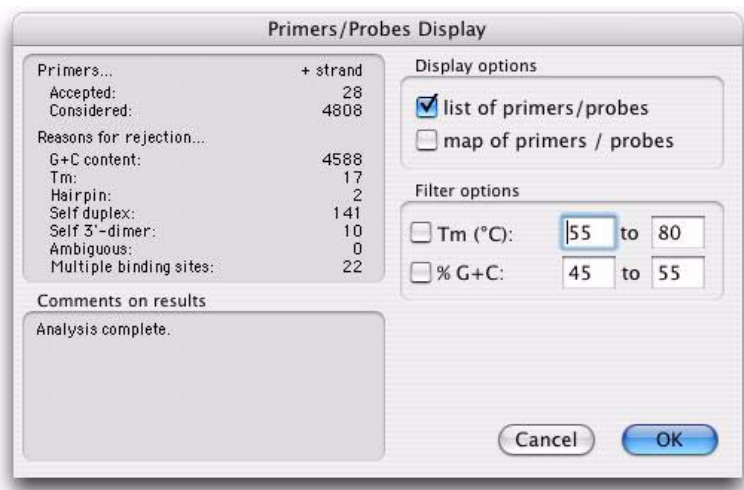 Primers/Probes Display
Primers... + strand
Accepted: 28
Considered: 4808
Reasons for rejection...
G+C content: 4588
Tm: 17
Hairpin: 2
Self duplex: 141
Self 3'-dimer: 10
Ambiguous: 0
Multiple binding sites: 22
Comments on results
Analysis complete.
Display options
list of primers/probes
map of primers / probes
Filter options
Tm (°C): 55 to 80
% G+C: 45 to 55
Cancel OK